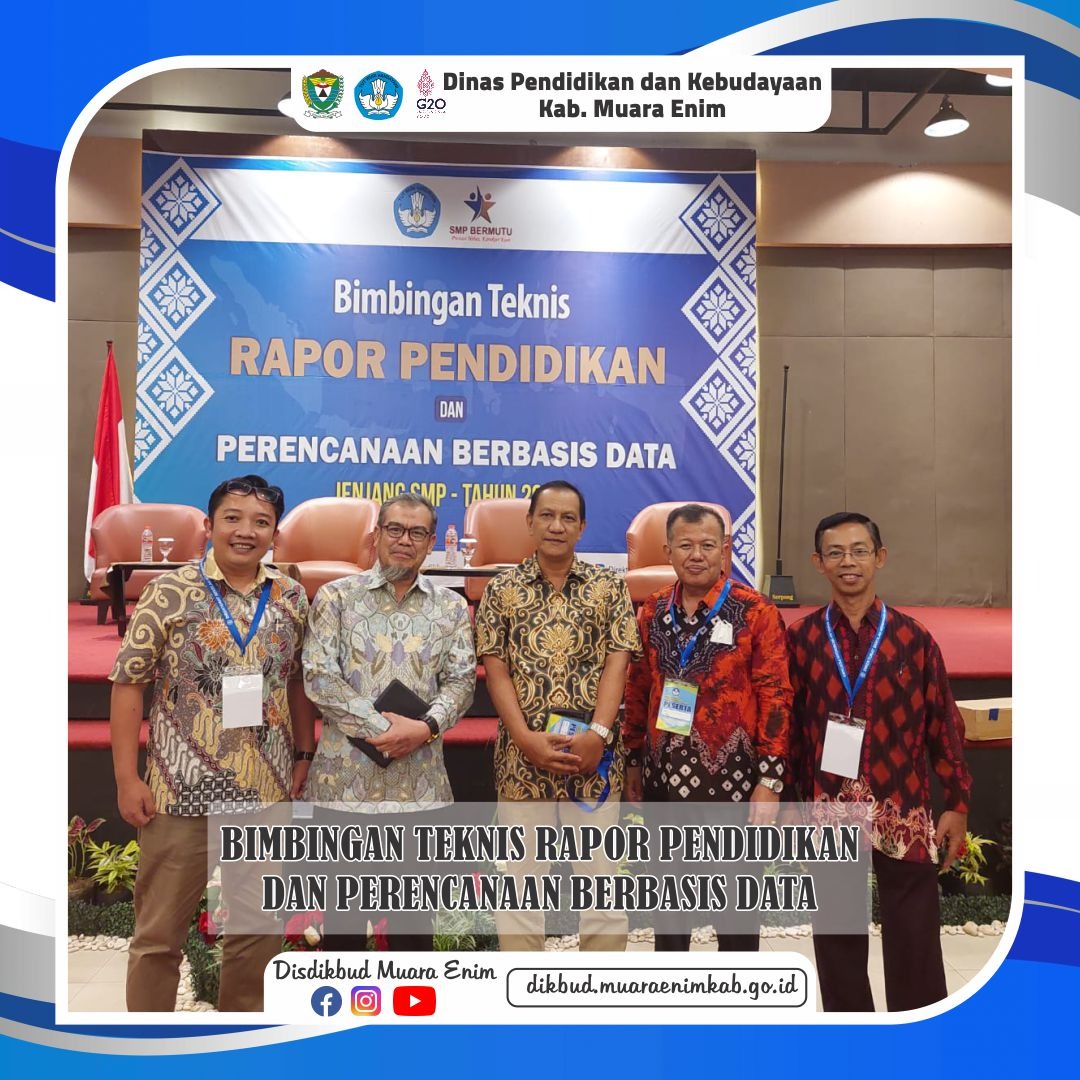 G20
Dinas Pendidikan dan Kebudayaan
Kab. Muara Enim
SMP BERMUTU
Bimbingan Teknis
RAPOR PENDIDIKAN
DAN
PERENCANAAN BERBASIS DATA
JENJANG SMP - TAHUN
Serpong
PESERTA
BIMBINGAN TEKNIS RAPOR PENDIDIKAN
DAN PERENCANAAN BERBASIS DATA
Disdikbud Muara Enim
dikbud.muaraenimkab.go.id